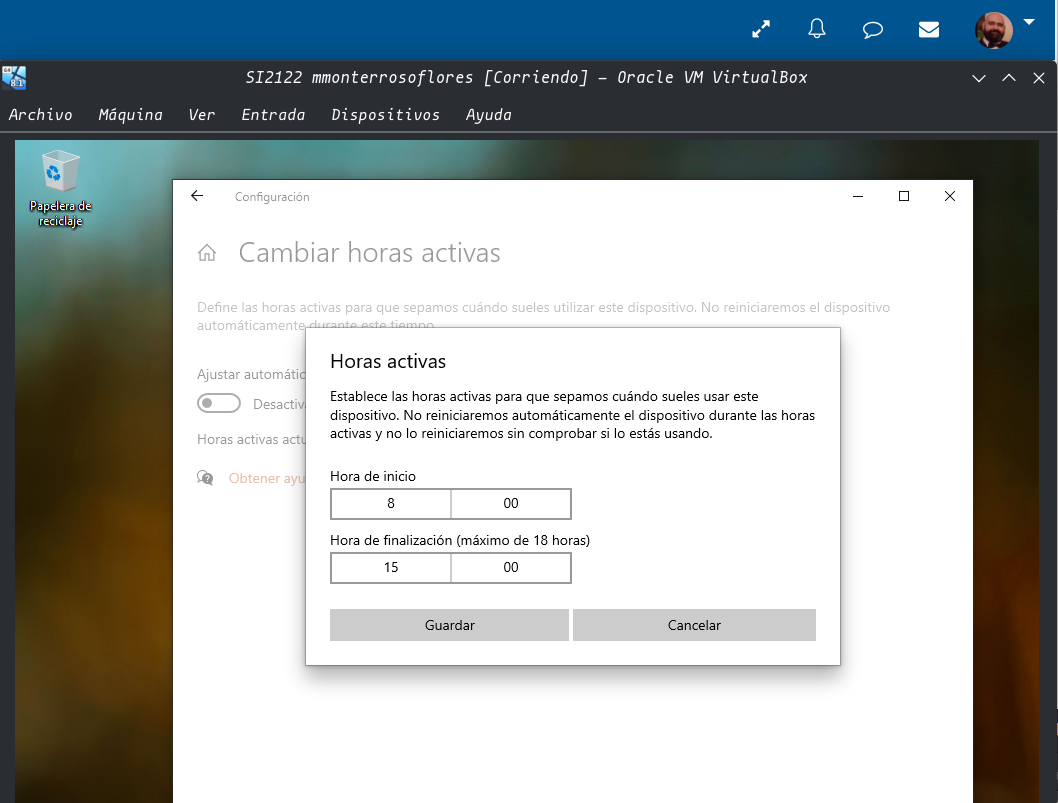 SI2122 mmonterrosoflores [Corriendo] – Oracle VM VirtualBox
Archivo Máquina Ver Entrada Dispositivos Ayuda
Papelera de
reciclaje
Configuración
Cambiar horas activas
Define las horas activas para que sepamos cuándo sueles utilizar este dispositivo. No reiniciaremos el dispositivo
automáticamente durante este tiempo.
Ajustar automátic
Desactiva
Horas activas actu
Obtener ayu
Horas activas
Establece las horas activas para que sepamos cuándo sueles usar este
dispositivo. No reiniciaremos automáticamente el dispositivo durante las horas
activas y no lo reiniciaremos sin comprobar si lo estás usando.
Hora de inicio
8 00
Hora de finalización (máximo de 18 horas)
15 00
Guardar Cancelar